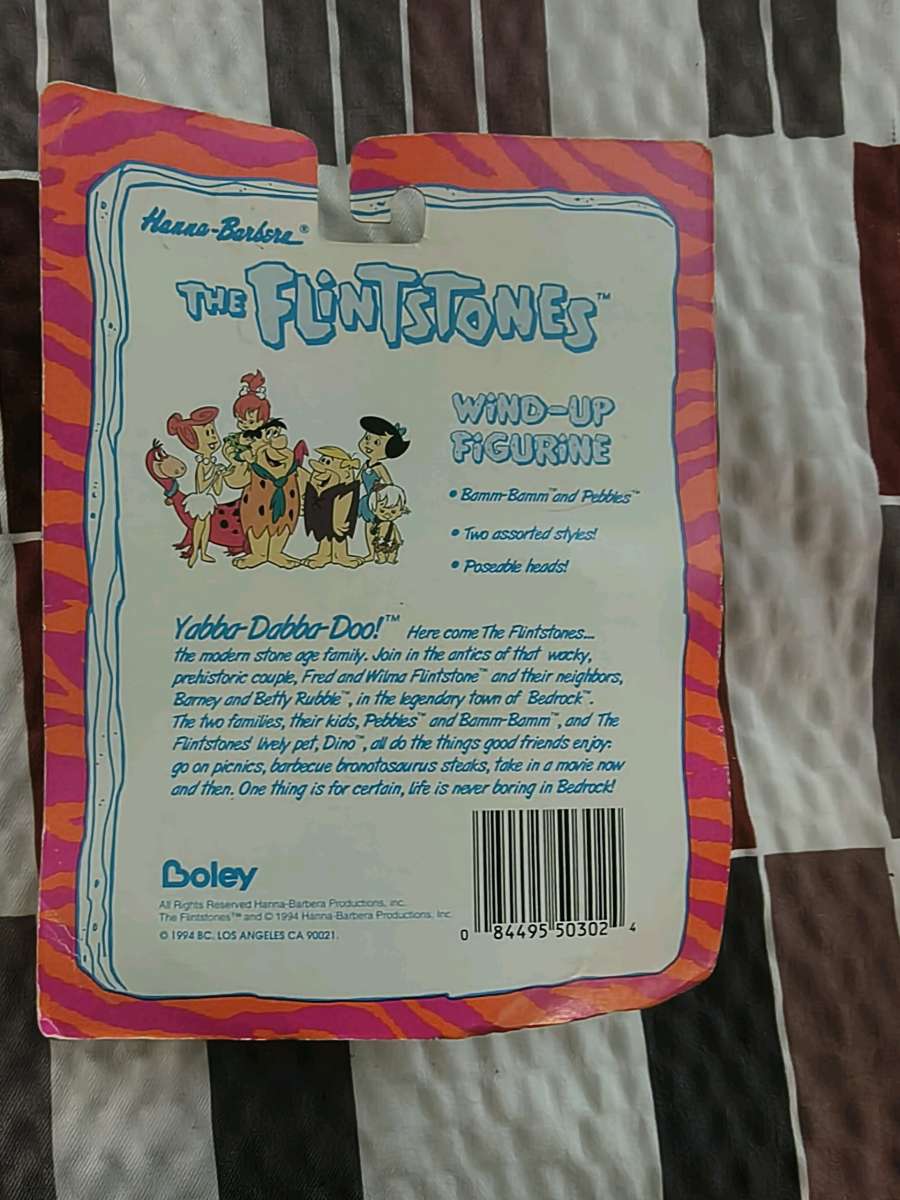 Hanna-Barbera®
THE FLINTSTONES™
WIND-UP
FIGURINE
• Bamm-Bamm™ and Pebbles™
• Two assorted styles!
• Poseable heads!
Yabba-Dabba-Doo!™ Here come The Flintstones...
the modern stone age family. Join in the antics of that wacky,
prehistoric couple, Fred and Wilma Flintstone™ and their neighbors,
Barney and Betty Rubble™, in the legendary town of Bedrock™.
The two families, their kids, Pebbles™ and Bamm-Bamm™, and The
Flintstones' lively pet, Dino™, all do the things good friends enjoy:
go on picnics, barbecue bronotosaurus steaks, take in a movie now
and then. One thing is for certain, life is never boring in Bedrock!
Boley
All Rights Reserved Hanna-Barbera Productions, Inc.
The Flintstones™ and © 1994 Hanna-Barbera Productions, Inc.
© 1994 BC. LOS ANGELES CA 90021.
0 84495 50302 4